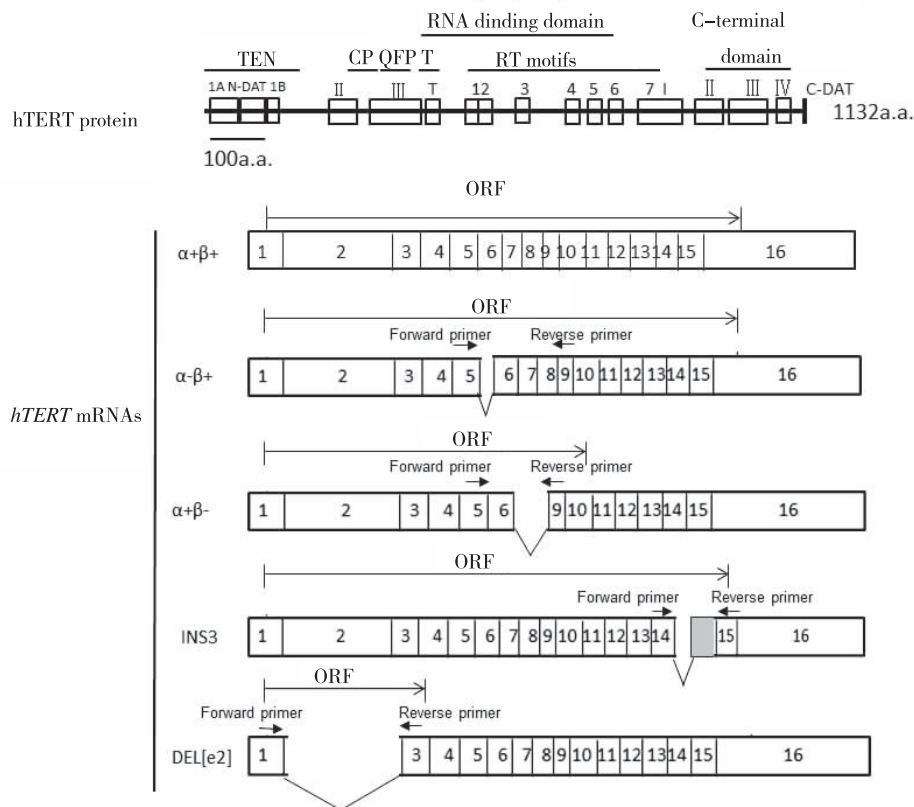 RNA dinding domain
C-terminal
domain
TEN
CP QFP T
RT motifs
1A N-DAT 1B
II
III
T
12
3
4
5
6
7 I
II
III
IV
C-DAT
hTERT protein
1132a.a.
100a.a.
ORF
α+β+
1 2 3 4 5 6 7 8 9 10 11 12 13 14 15 16
ORF
Forward primer
Reverse primer
α-β+
1 2 3 4 5 6 7 8 9 10 11 12 13 14 15 16
hTERT mRNAs
ORF
Forward primer
Reverse primer
α+β-
1 2 3 4 5 6 9 10 11 12 13 14 15 16
ORF
Forward primer
Reverse primer
INS3
1 2 3 4 5 6 7 8 9 10 11 12 13 14 15 16
ORF
Forward primer
Reverse primer
DEL[e2]
1 3 4 5 6 7 8 9 10 11 12 13 14 15 16